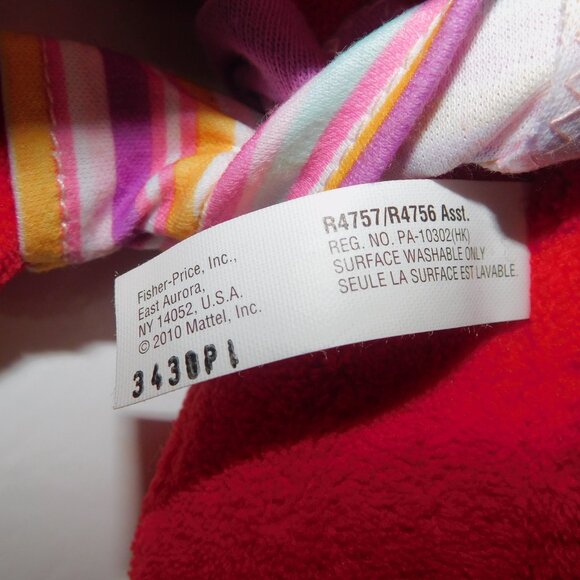 Fisher-Price, Inc.,
East Aurora,
NY 14052, U.S.A.
© 2010 Mattel, Inc.
3430P1
R4757/R4756 Asst.
REG. NO. PA-10302(HK)
SURFACE WASHABLE ONLY
SEULE LA SURFACE EST LAVABLE.